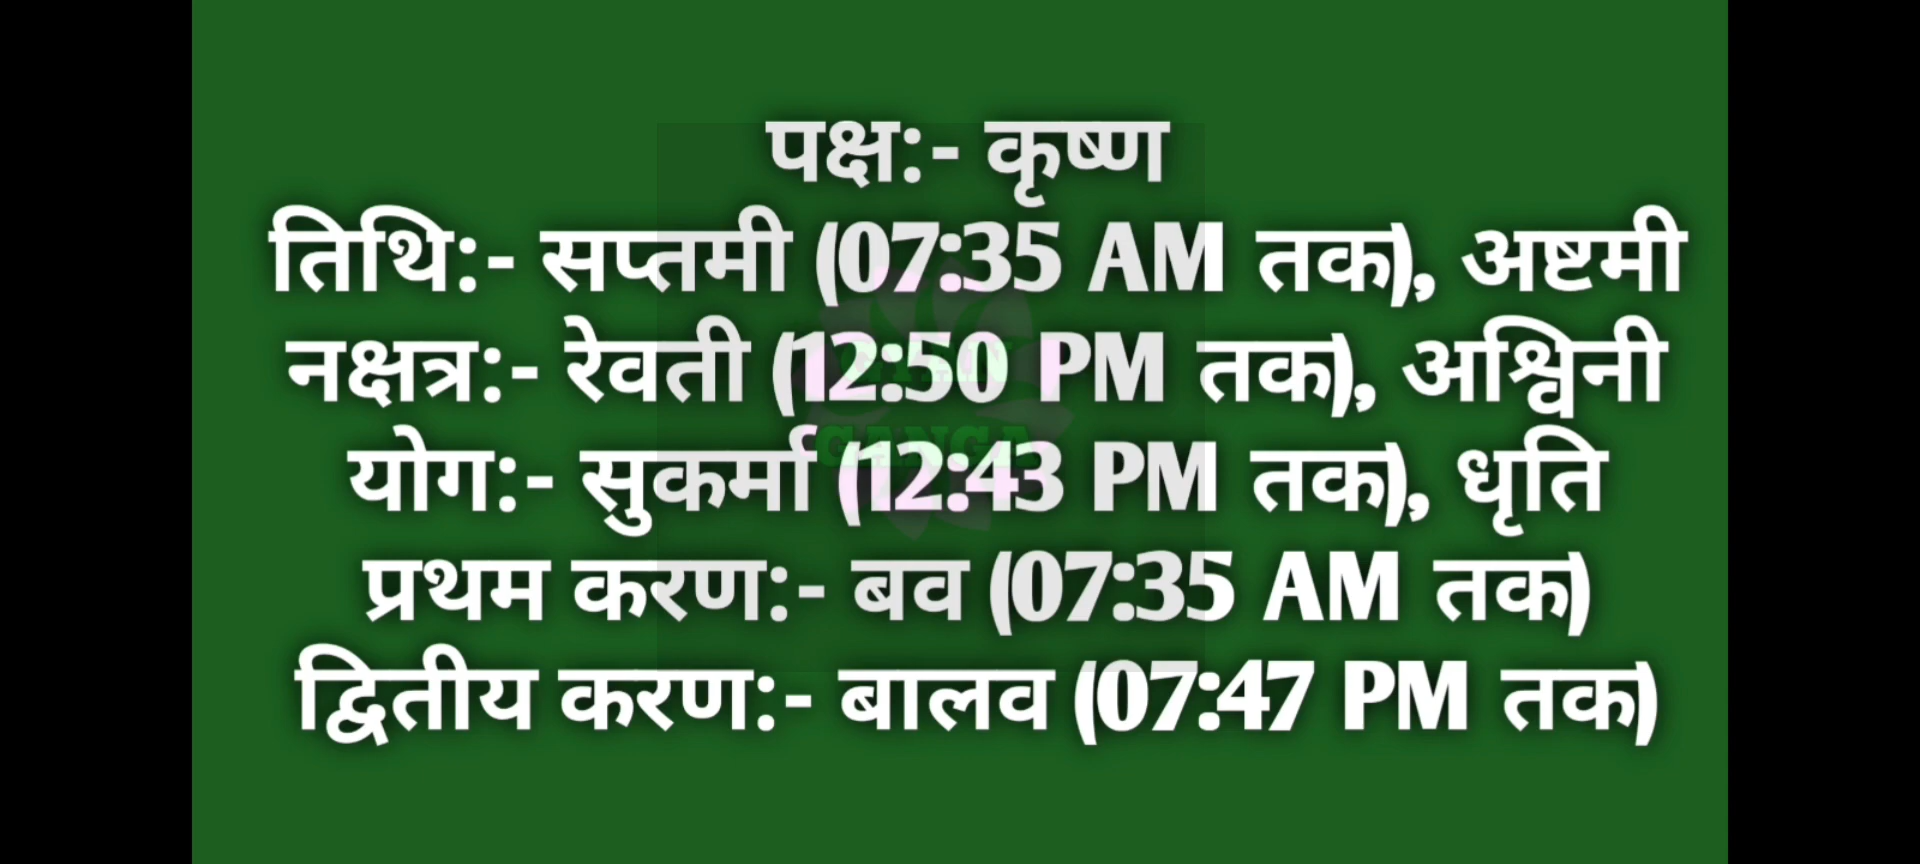 पक्ष:- कृष्ण
तिथि:- सप्तमी (07:35 AM तक), अष्टमी
नक्षत्र:- रेवती (12:50 PM तक), अश्विनी
योग:- सुकर्मा (12:43 PM तक), धृति
प्रथम करण:- बव (07:35 AM तक)
द्वितीय करण:- बालव (07:47 PM तक)